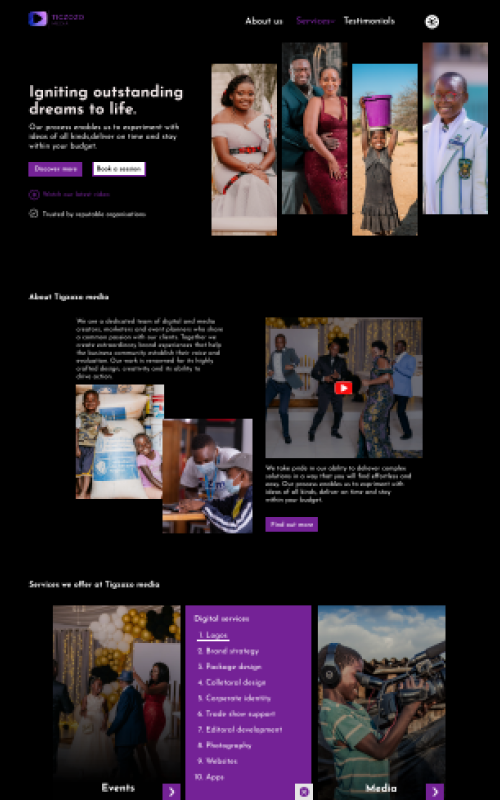 TIGZOZO
About us
Services
Testimonials
Igniting outstanding
dreams to life.
Our process enables us to experiment with
ideas of all kinds,deliver on time and stay
within your budget.
Discover more
Book a session
Watch our latest video
Trusted by reputable organisations
About Tigzozo media
We are a dedicated team of digital and media
creators, marketers and event planners who share
a common passion with our clients. Together we
create extraordinary brand experiences that help
the business community establish their voice and
evaluation. Our work is renowned for its highly
crafted design, creativity and its ability to
drive action.
We take pride in our ability to deliever complex
solutions in a way that you will find effortless and
easy. Our process enables us to expriment with
ideas of all kinds, deliver on time and stay
within your budget.
Find out more
Services we offer at Tigzozo media
Digital services
1. Logos
2. Brand strategy
3. Package design
4. Colletoral design
5. Corporate identity
6. Trade show support
7. Editoral development
8. Photography
9. Websites
10. Apps
Events
Media